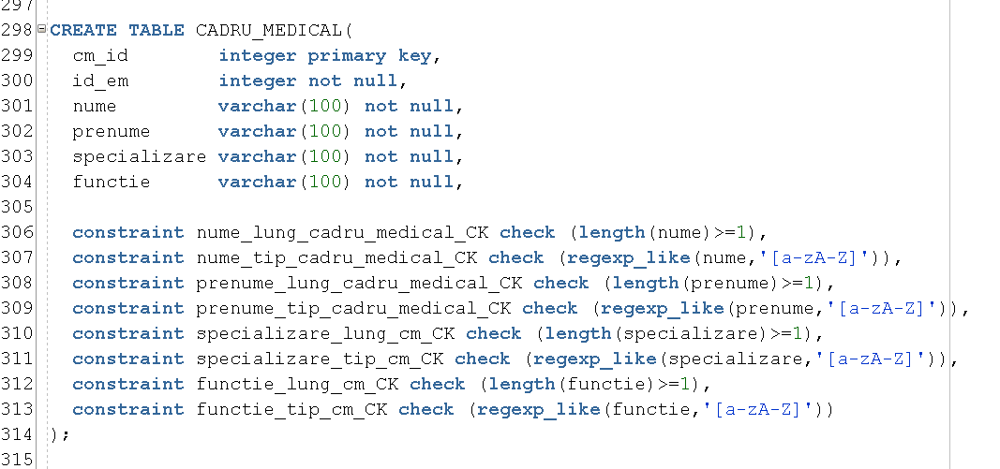 297
298 CREATE TABLE CADRU_MEDICAL(
299   cm_id        integer primary key,
300   id_em        integer not null,
301   nume         varchar(100) not null,
302   prenume      varchar(100) not null,
303   specializare varchar(100) not null,
304   functie      varchar(100) not null,
305
306   constraint nume_lung_cadru_medical_CK check (length(nume)>=1),
307   constraint nume_tip_cadru_medical_CK check (regexp_like(nume,'[a-zA-Z]')),
308   constraint prenume_lung_cadru_medical_CK check (length(prenume)>=1),
309   constraint prenume_tip_cadru_medical_CK check (regexp_like(prenume,'[a-zA-Z]')),
310   constraint specializare_lung_cm_CK check (length(specializare)>=1),
311   constraint specializare_tip_cm_CK check (regexp_like(specializare,'[a-zA-Z]')),
312   constraint functie_lung_cm_CK check (length(functie)>=1),
313   constraint functie_tip_cm_CK check (regexp_like(functie,'[a-zA-Z]'))
314 );
315